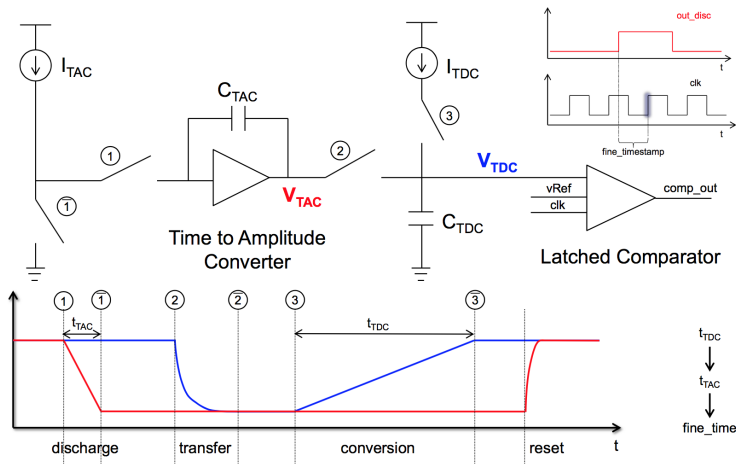 out_disc
t
clk
t
fine_timestamp
I_TAC
C_TAC
I_TDC
1
2
3
1̅
V_TAC
V_TDC
vRef
clk
comp_out
C_TDC
Time to Amplitude
Converter
Latched Comparator
1 1̅ 2 2̅ 3 3̅
t_TAC
t_TDC
discharge transfer conversion reset t
t_TDC
t_TAC
fine_time